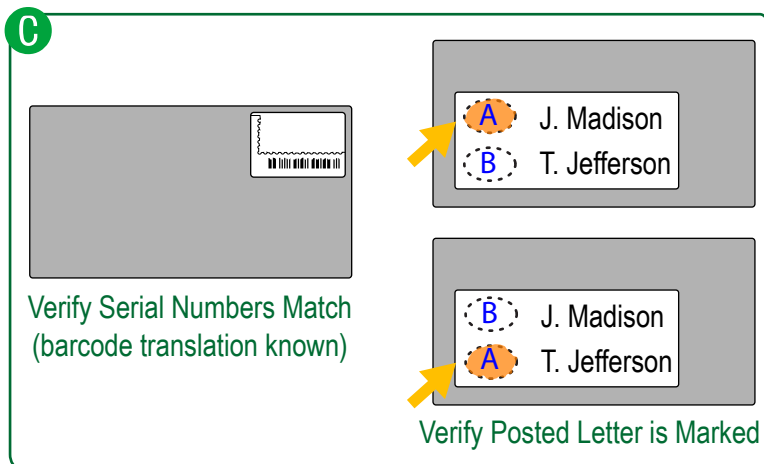 C
Verify Serial Numbers Match
(barcode translation known)
A J. Madison
B T. Jefferson
B J. Madison
A T. Jefferson
Verify Posted Letter is Marked